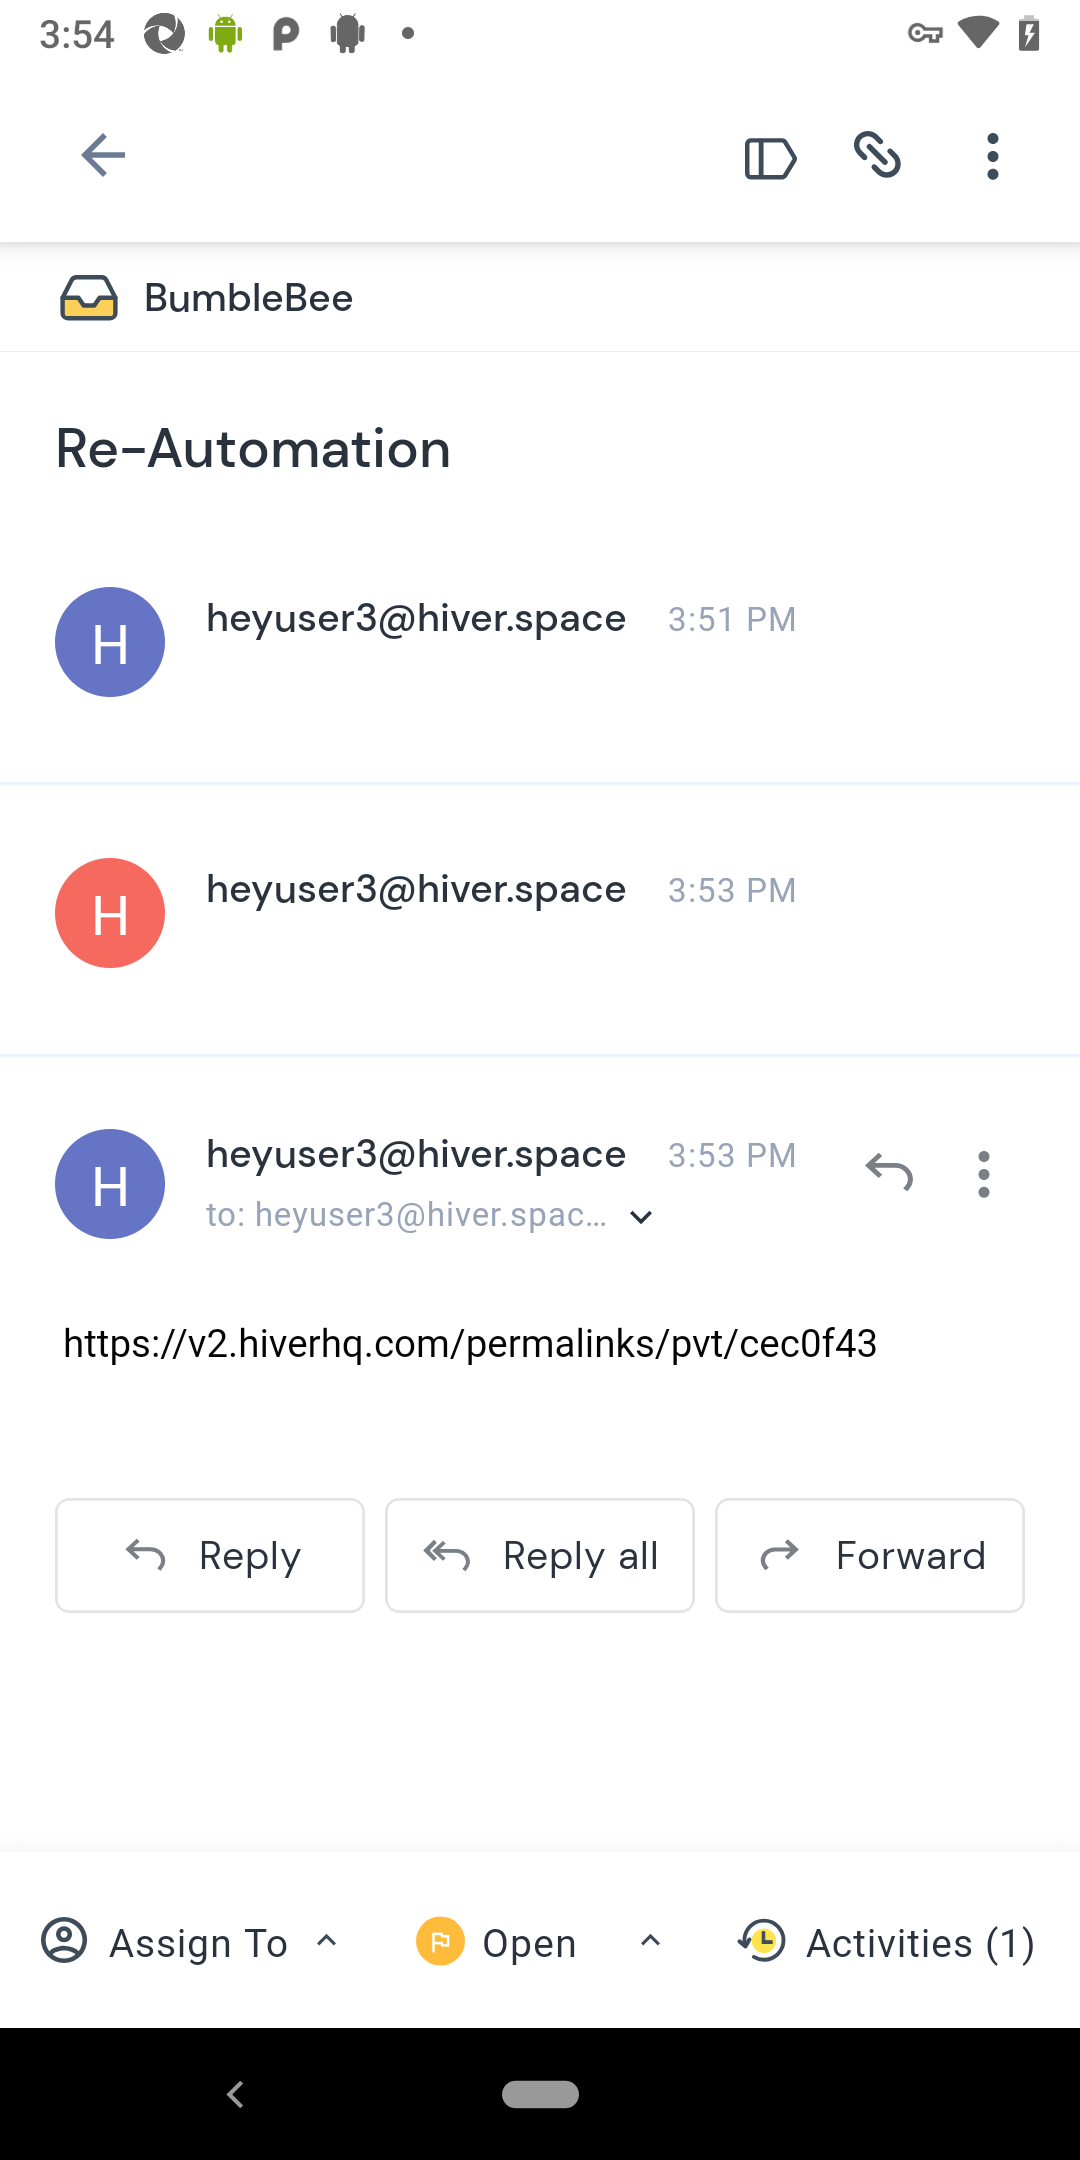 3:54
BumbleBee
Re-Automation
H
heyuser3@hiver.space 3:51 PM
H
heyuser3@hiver.space 3:53 PM
H
heyuser3@hiver.space 3:53 PM
to: heyuser3@hiver.spac...
https://v2.hiverhq.com/permalinks/pvt/cec0f43
Reply Reply all Forward
Assign To Open Activities (1)